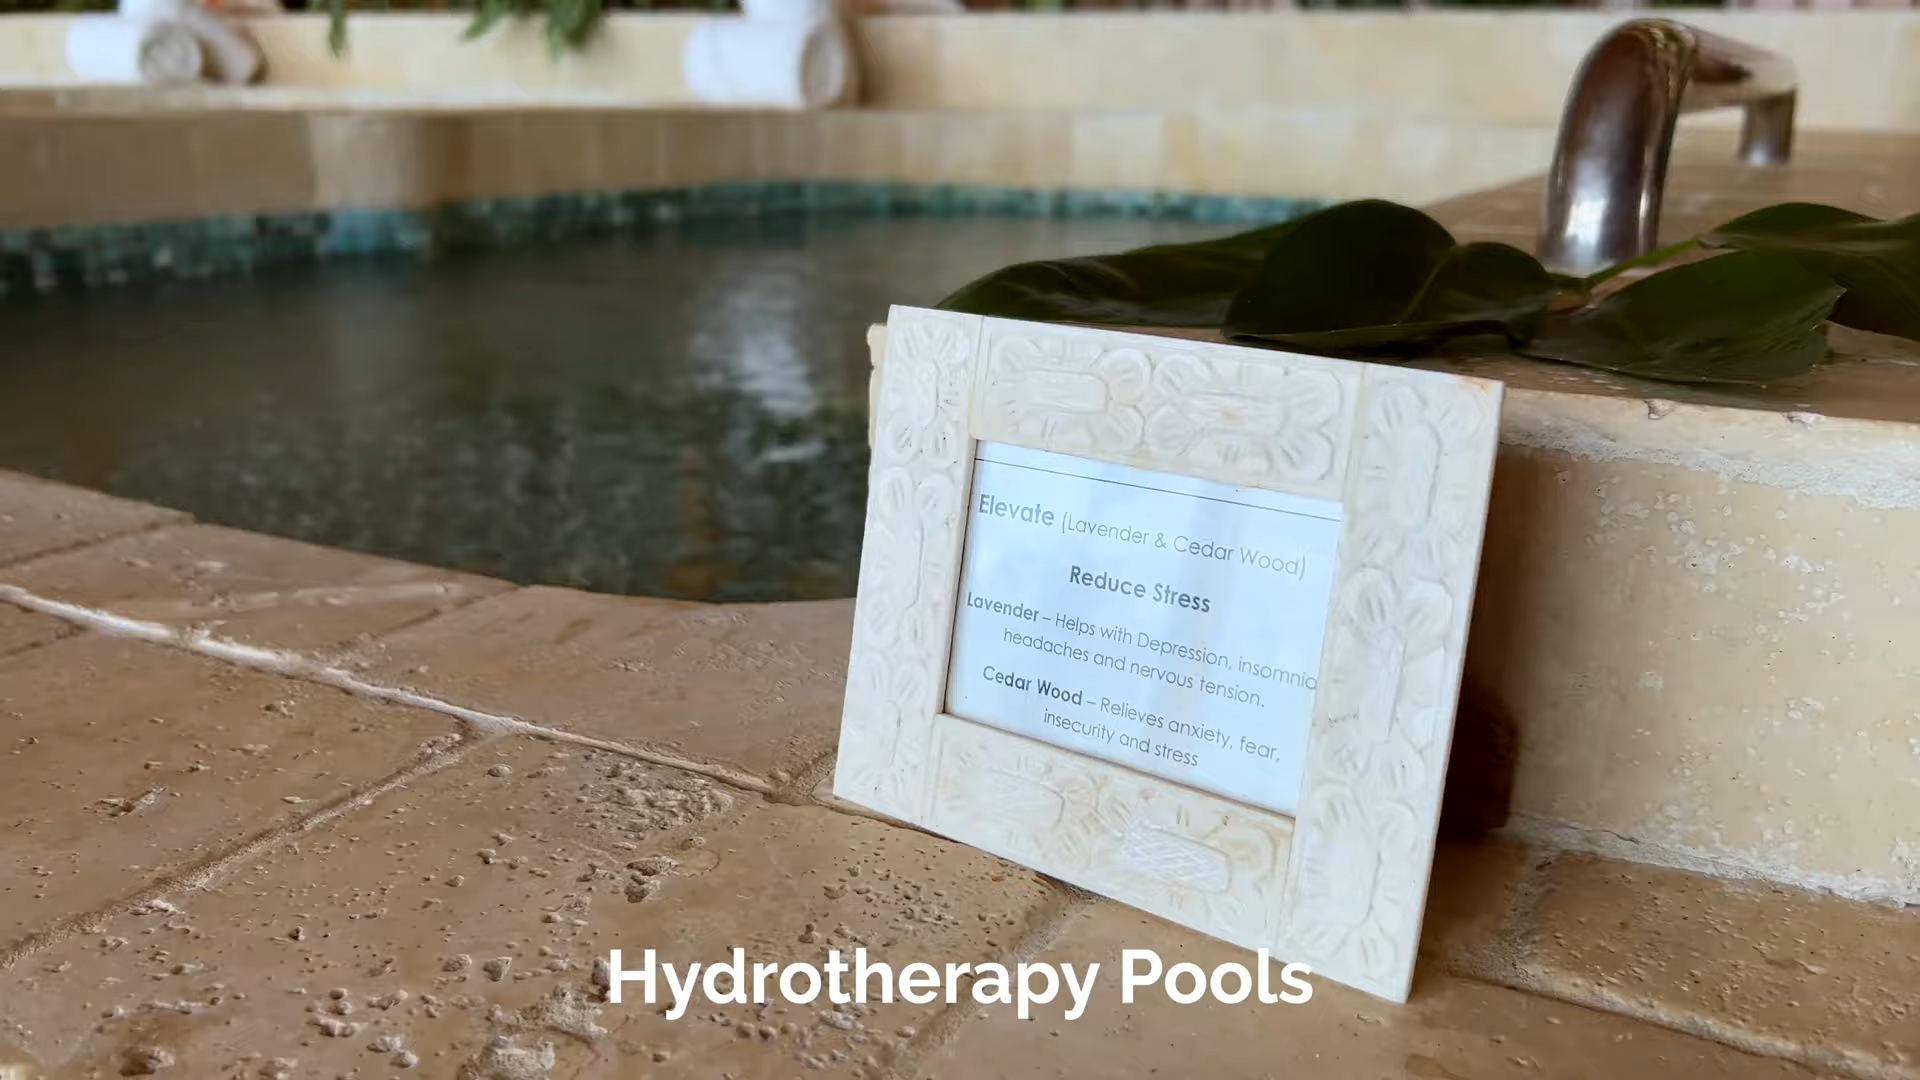 Elevate (Lavender & Cedar Wood)
Reduce Stress
Lavender – Helps with Depression, insomnia
headaches and nervous tension.
Cedar Wood – Relieves anxiety, fear,
insecurity and stress
Hydrotherapy Pools